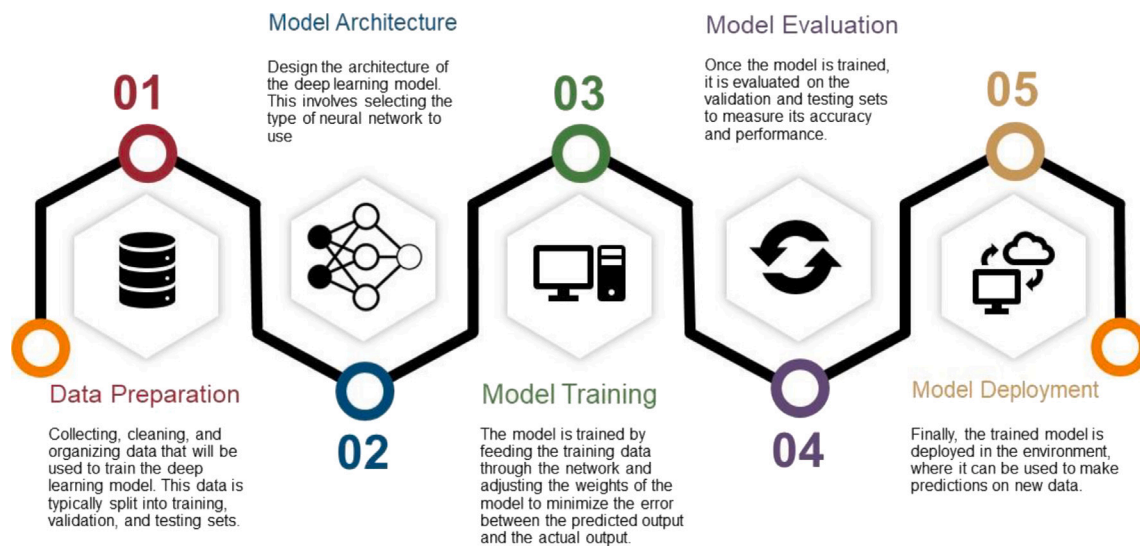 01
Data Preparation
Collecting, cleaning, and
organizing data that will be
used to train the deep
learning model. This data is
typically split into training,
validation, and testing sets.
Model Architecture
Design the architecture of
the deep learning model.
This involves selecting the
type of neural network to
use
02
03
Model Training
The model is trained by
feeding the training data
through the network and
adjusting the weights of the
model to minimize the error
between the predicted output
and the actual output.
Model Evaluation
Once the model is trained,
it is evaluated on the
validation and testing sets
to measure its accuracy
and performance.
04
05
Model Deployment
Finally, the trained model is
deployed in the environment,
where it can be used to make
predictions on new data.